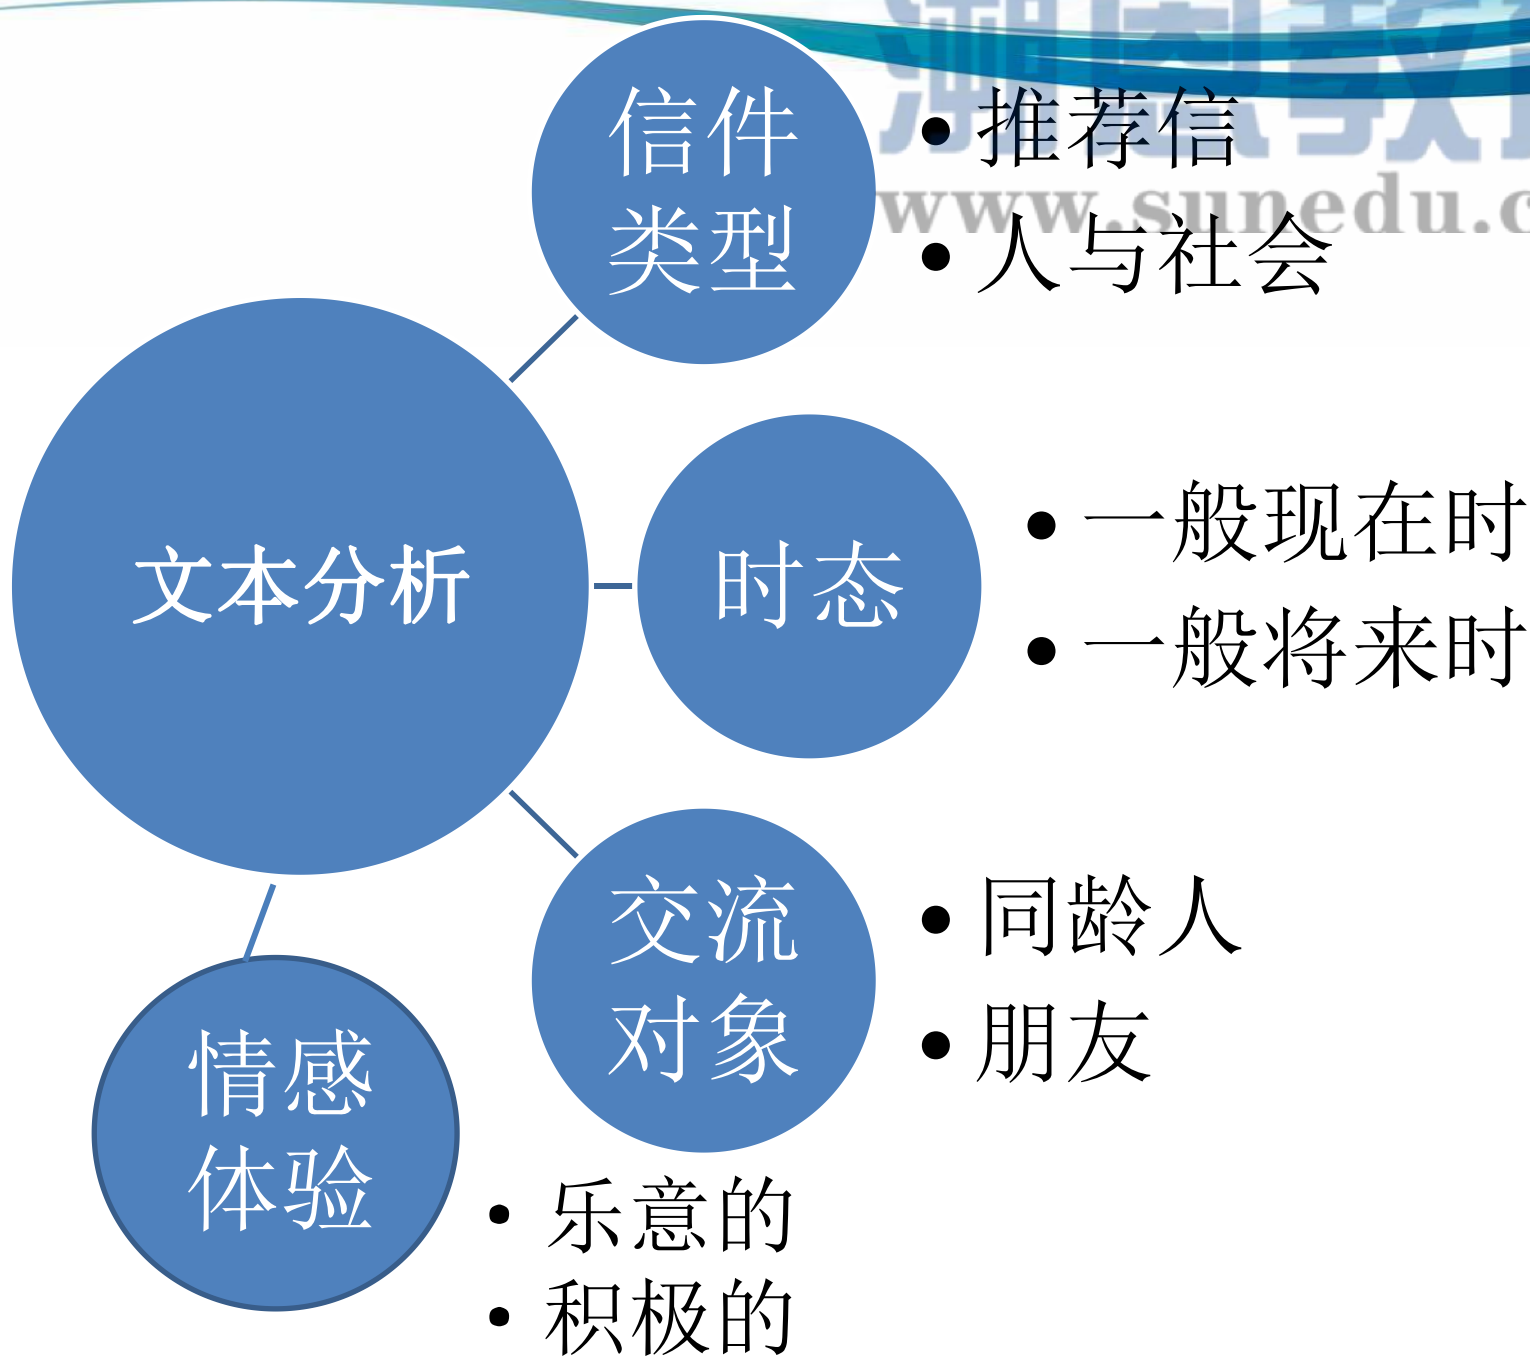 信件
类型
• 推荐信
• 人与社会
www.sunedu.c
文本分析
时态
• 一般现在时
• 一般将来时
交流
对象
• 同龄人
• 朋友
情感
体验
• 乐意的
• 积极的